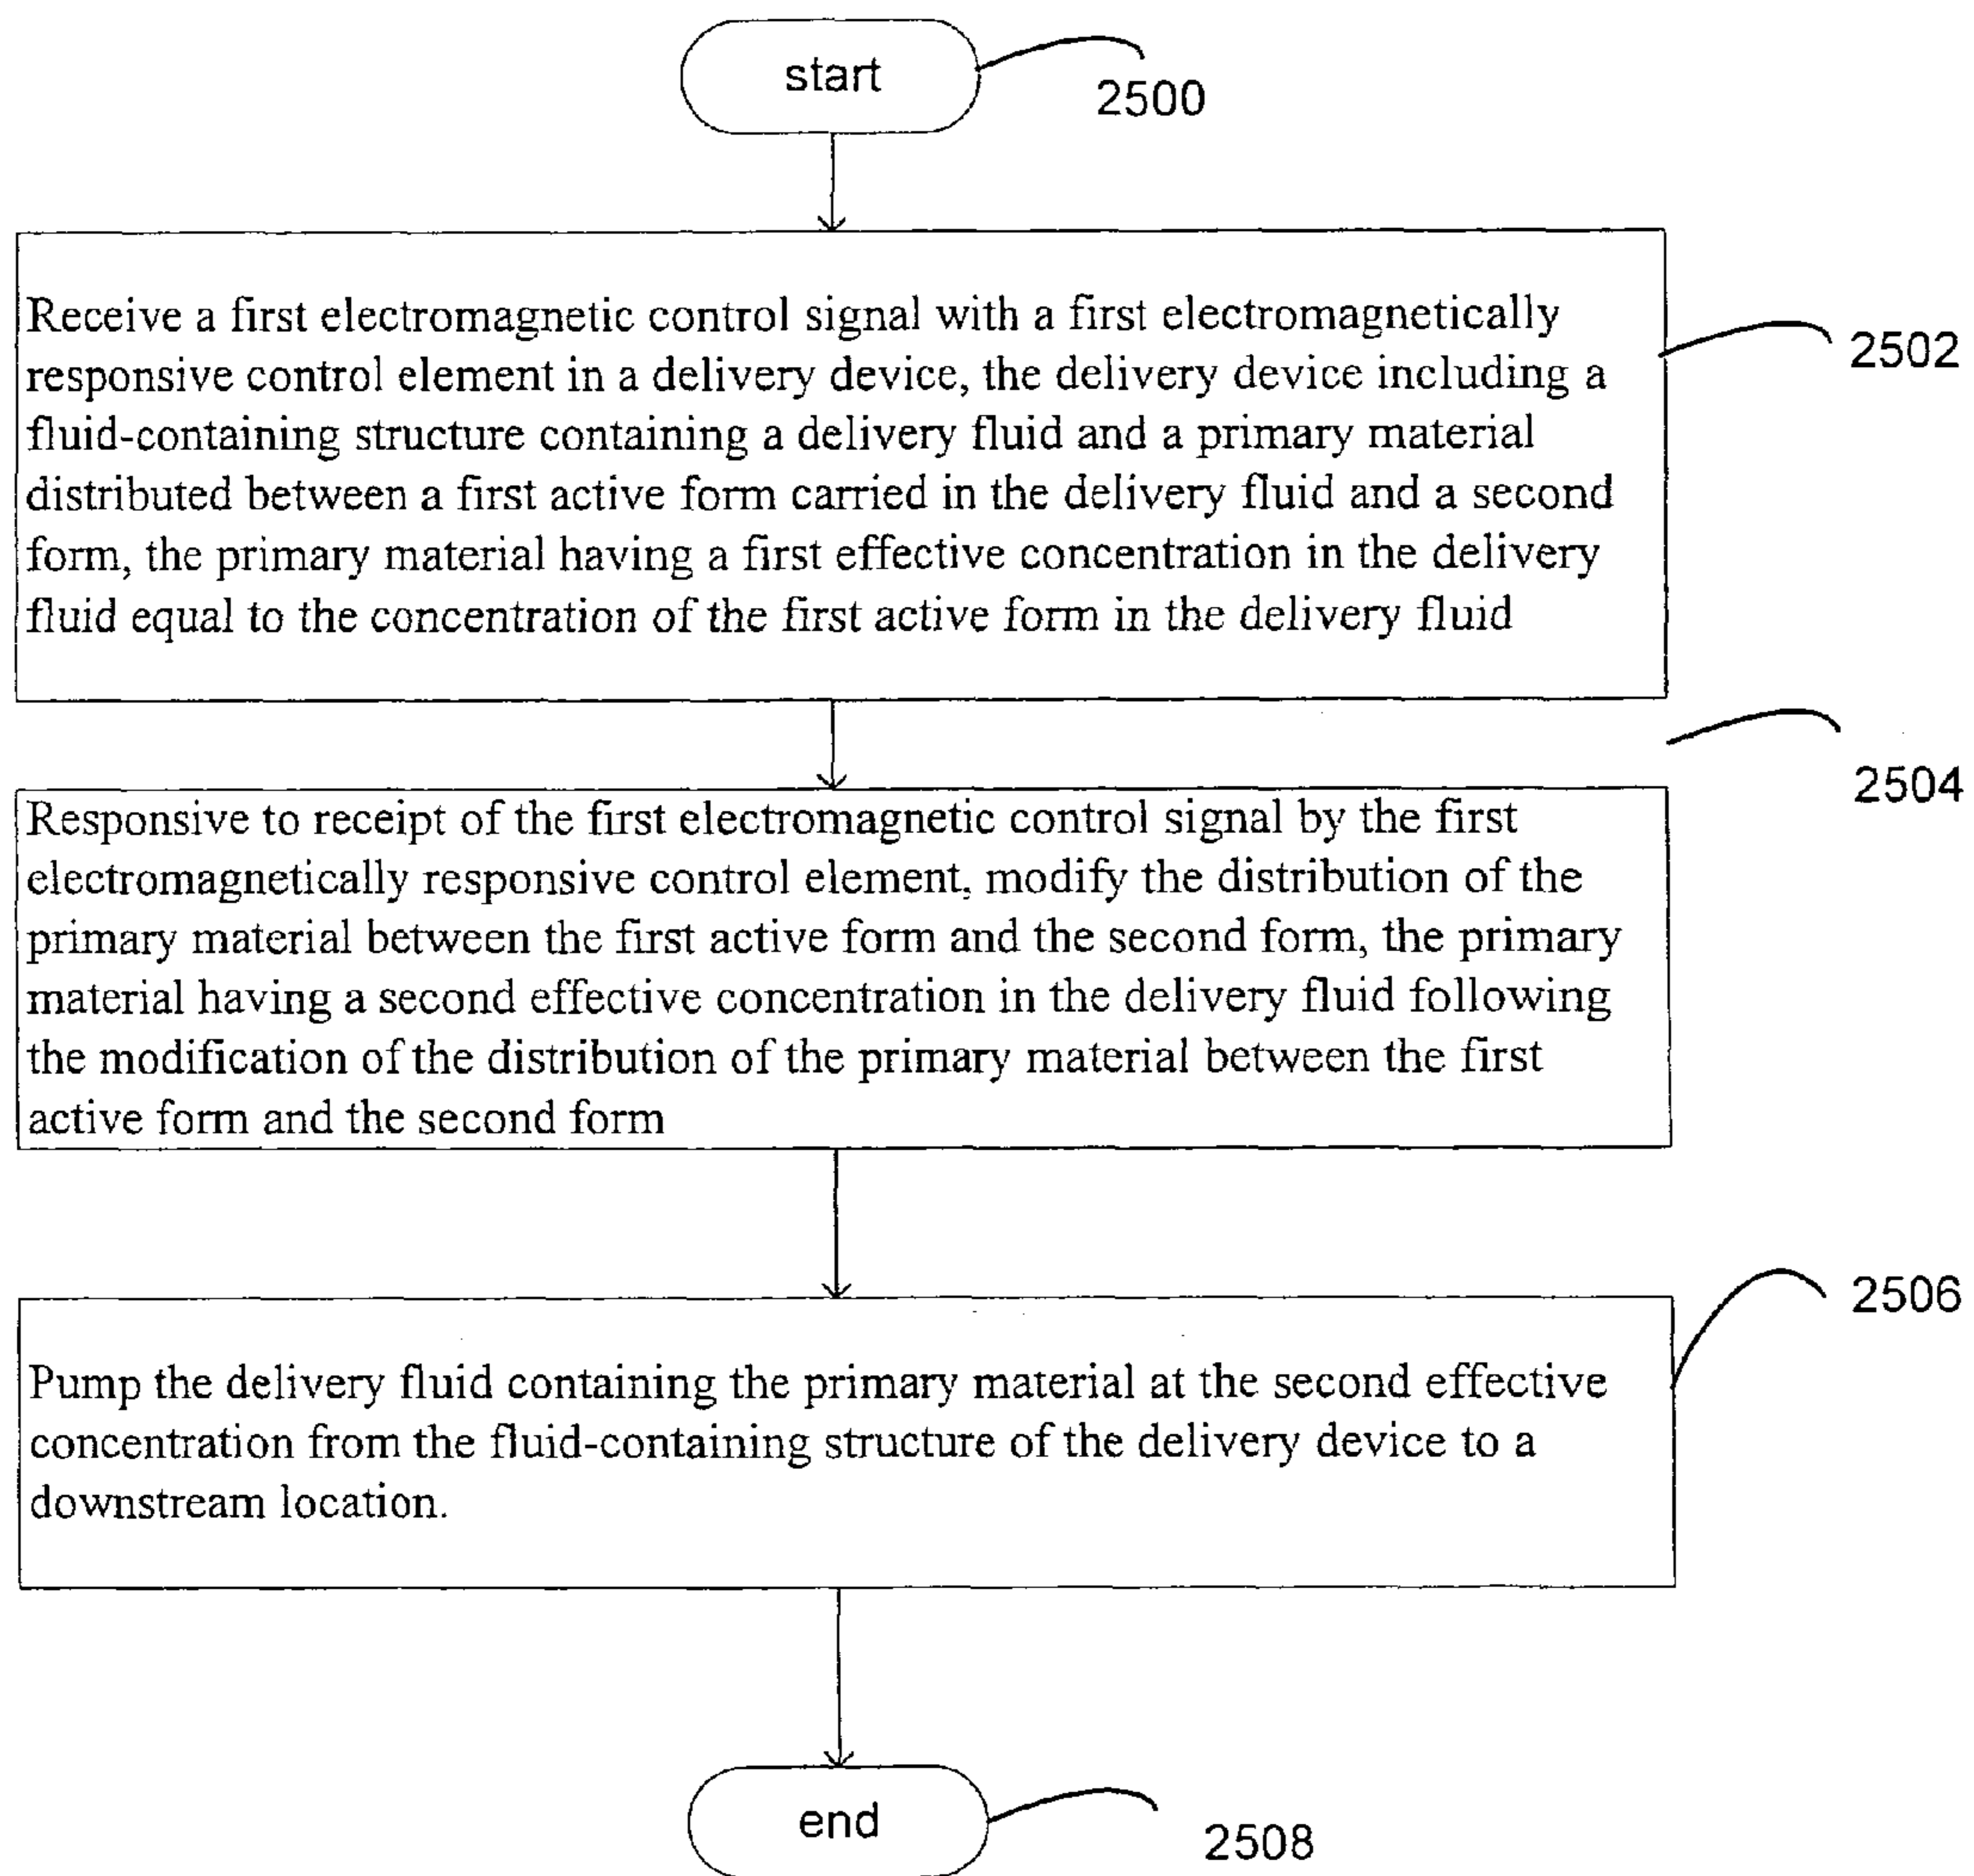 start
2500
Receive a first electromagnetic control signal with a first electromagnetically
responsive control element in a delivery device, the delivery device including a
fluid-containing structure containing a delivery fluid and a primary material
distributed between a first active form carried in the delivery fluid and a second
form, the primary material having a first effective concentration in the delivery
fluid equal to the concentration of the first active form in the delivery fluid
2502
2504
Responsive to receipt of the first electromagnetic control signal by the first
electromagnetically responsive control element, modify the distribution of the
primary material between the first active form and the second form, the primary
material having a second effective concentration in the delivery fluid following
the modification of the distribution of the primary material between the first
active form and the second form
2506
Pump the delivery fluid containing the primary material at the second effective
concentration from the fluid-containing structure of the delivery device to a
downstream location.
end
2508